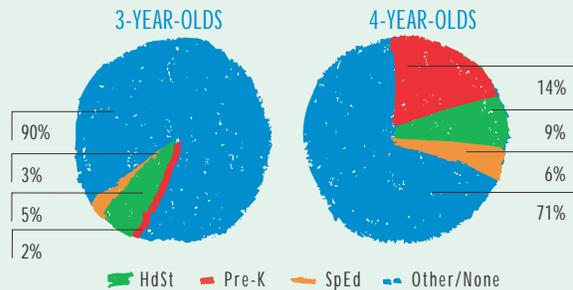 3-YEAR-OLDS
90%
3%
5%
2%
4-YEAR-OLDS
14%
9%
6%
71%
HdSt Pre-K SpEd Other/None